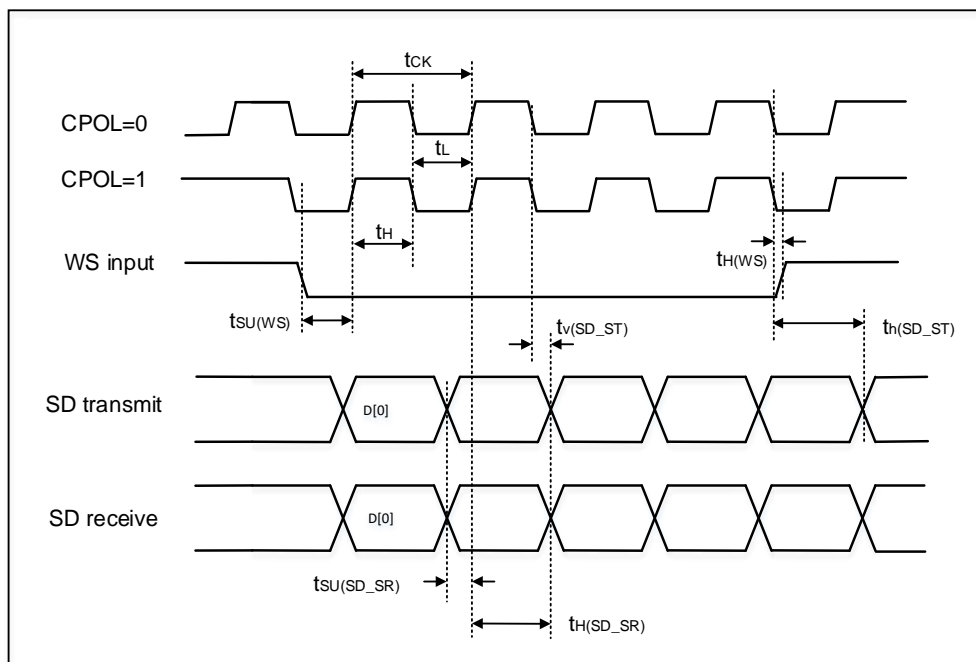 tCK
CPOL=0
tL
CPOL=1
tH
tH(WS)
WS input
tSU(WS)
tv(SD_ST)
th(SD_ST)
SD transmit
D[0]
SD receive
D[0]
tSU(SD_SR)
tH(SD_SR)